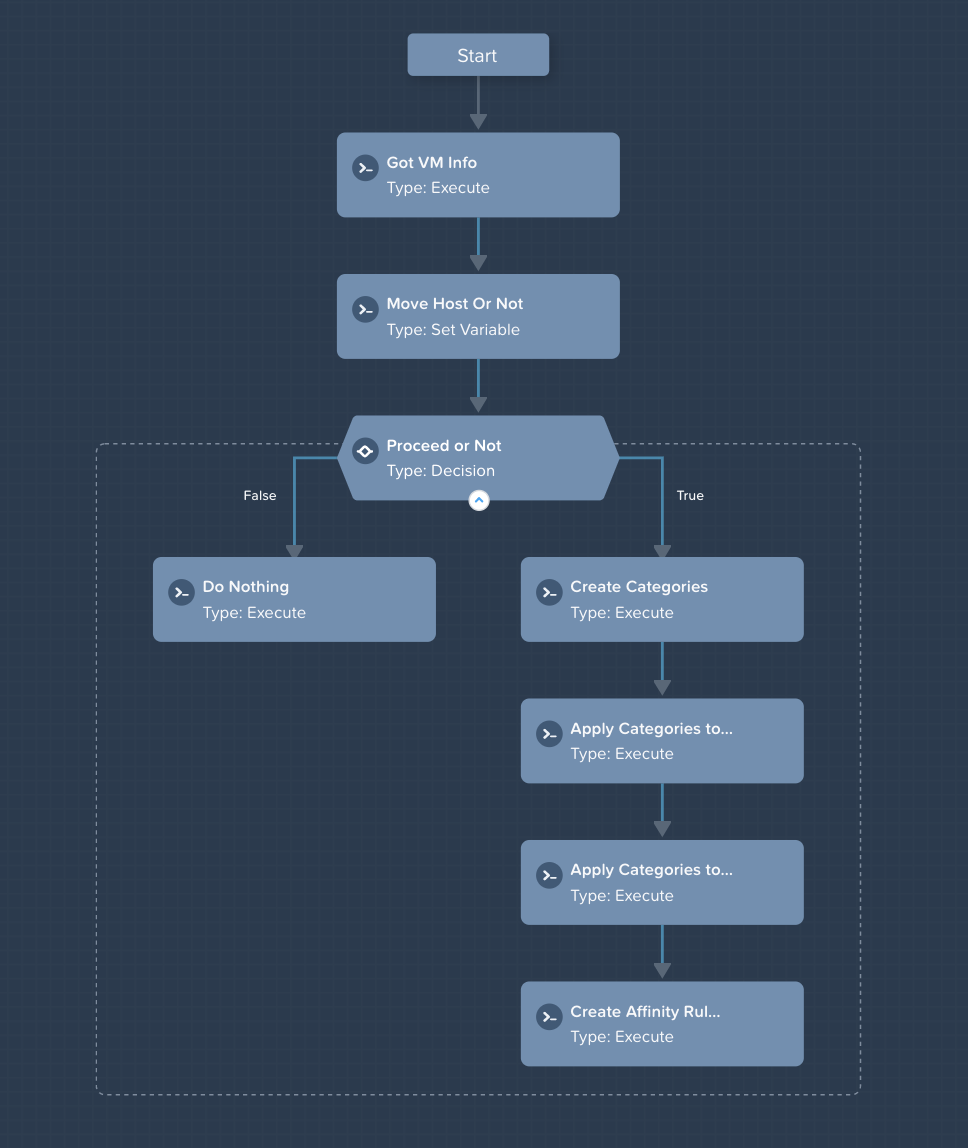 Start
Got VM Info
Type: Execute
Move Host Or Not
Type: Set Variable
Proceed or Not
Type: Decision
False
True
Do Nothing
Type: Execute
Create Categories
Type: Execute
Apply Categories to...
Type: Execute
Apply Categories to...
Type: Execute
Create Affinity Rul...
Type: Execute